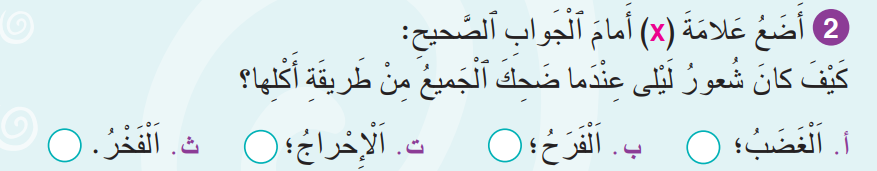 2 أَضَعُ عَلامَةَ (x) أَمامَ ٱلْجَوابِ ٱلصَّحيحِ:
كَيْفَ كانَ شُعورُ لَيْلى عِنْدَما ضَحِكَ ٱلْجَميعُ مِنْ طَريقَةِ أَكْلِها؟
أ. اَلْغَضَبُ؛ ب. اَلْفَرَحُ؛ ت. اَلْإِحْراجُ؛ ث. اَلْفَخْرُ.